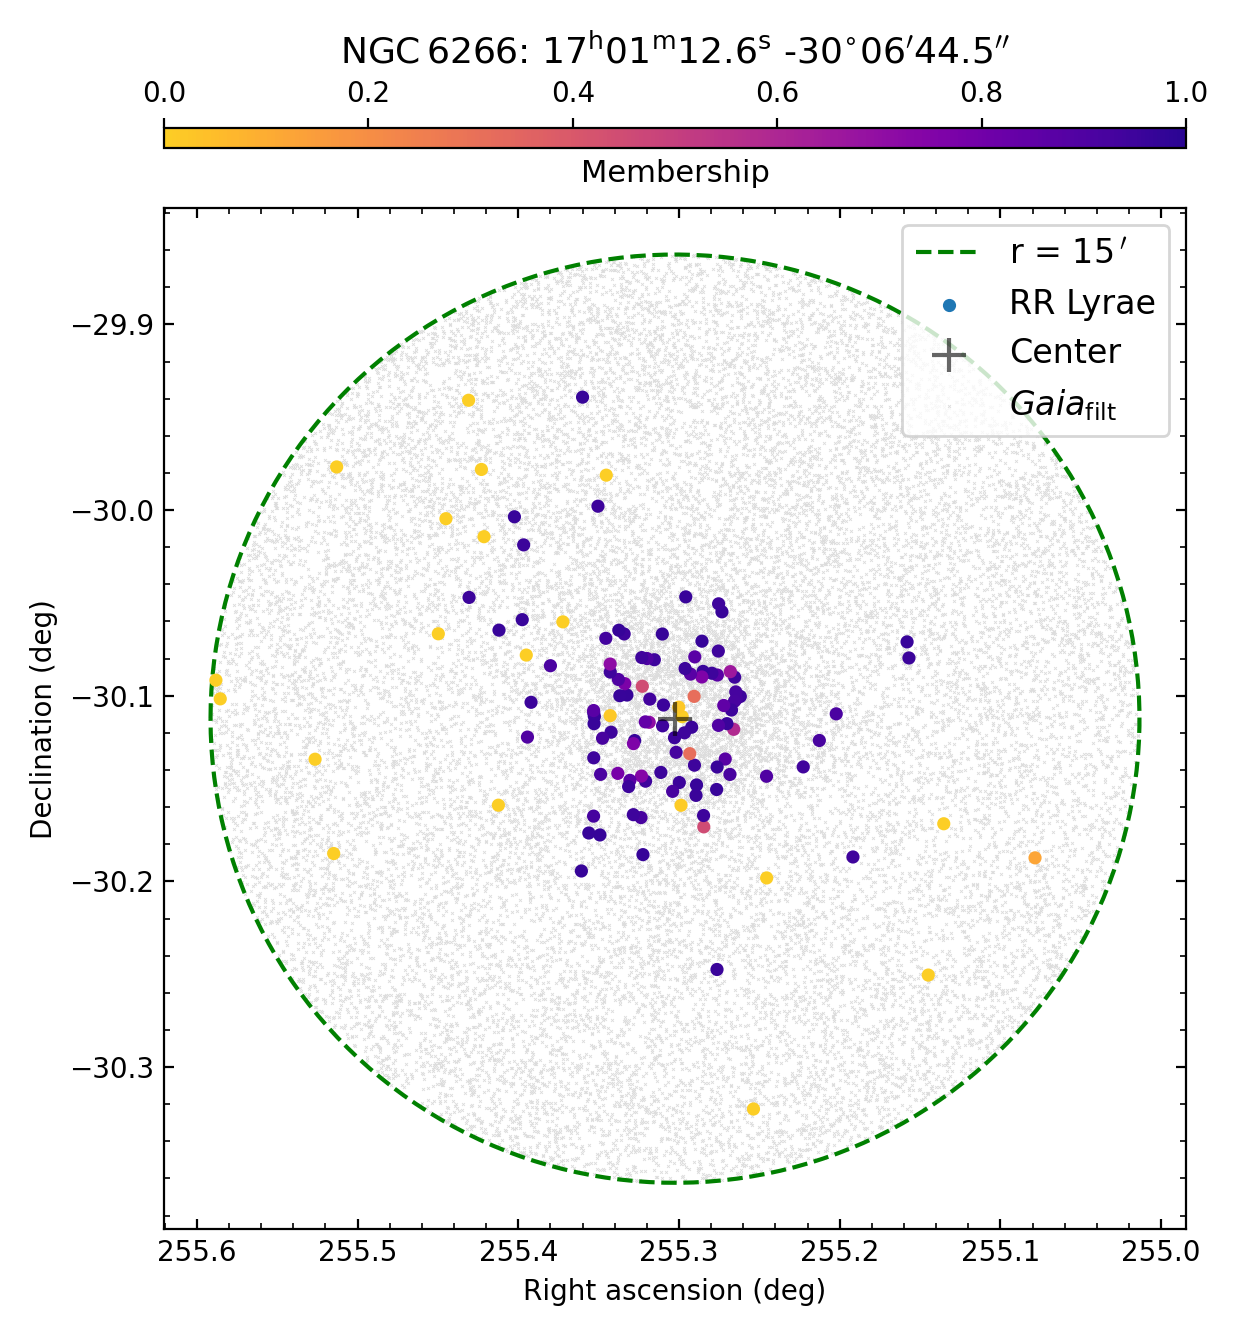 NGC 6266: 17ʰ01ᵐ12.6ˢ -30°06′44.5″
0.0 0.2 0.4 0.6 0.8 1.0
Membership
r = 15′
RR Lyrae
Center
Gaia_filt
−29.9
−30.0
−30.1
−30.2
−30.3
Declination (deg)
255.6 255.5 255.4 255.3 255.2 255.1 255.0
Right ascension (deg)